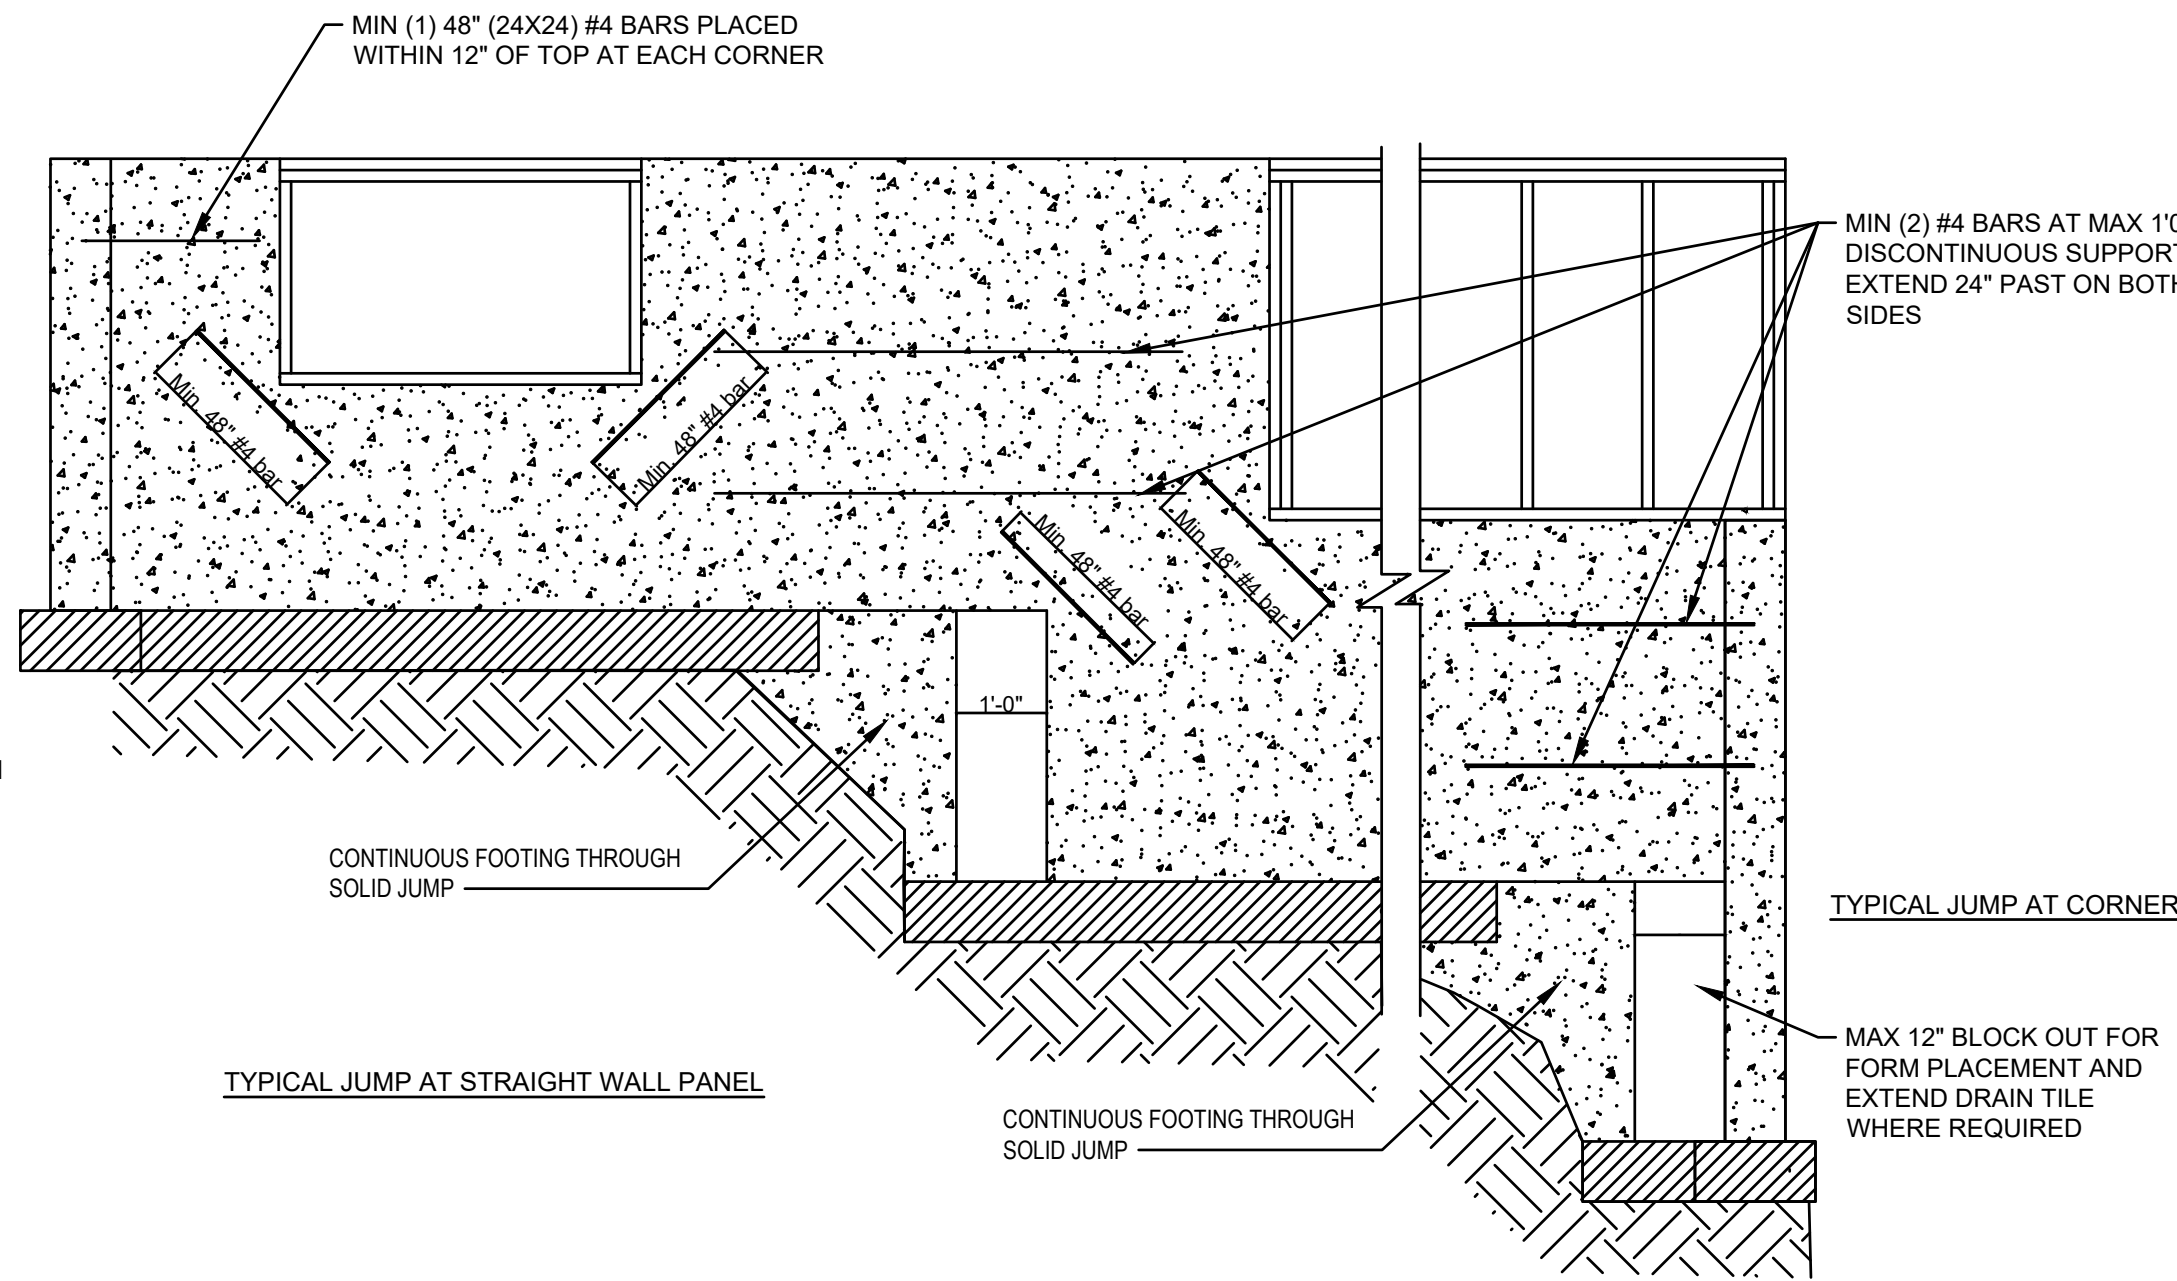 MIN (1) 48" (24X24) #4 BARS PLACED
WITHIN 12" OF TOP AT EACH CORNER
MIN (2) #4 BARS AT MAX
DISCONTINUOUS
EXTEND 24" PAST ON
SIDES
Min. 48" #4 bar
Min. 48" #4 bar
Min. 48" #4 bar
Min. 48" #4 bar
1'-0"
CONTINUOUS FOOTING THROUGH
SOLID JUMP
TYPICAL JUMP AT CORNER
TYPICAL JUMP AT STRAIGHT WALL PANEL
CONTINUOUS FOOTING THROUGH
SOLID JUMP
MAX 12" BLOCK OUT FOR
FORM PLACEMENT AND
EXTEND DRAIN TILE
WHERE REQUIRED